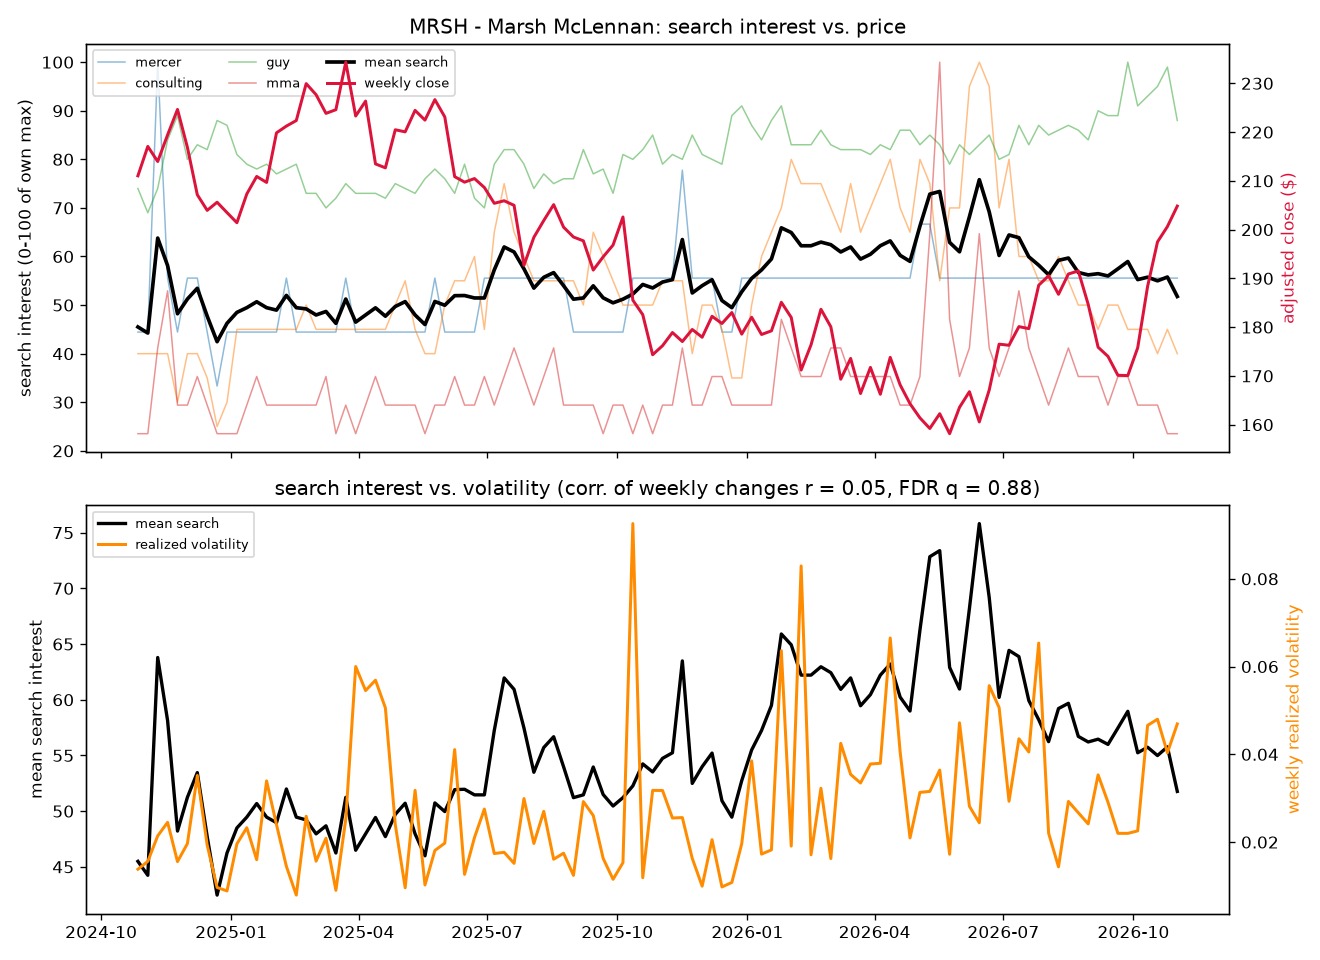 MRSH - Marsh McLennan: search interest vs. price
mercer
consulting
guy
mma
mean search
weekly close
100
90
80
70
60
50
40
30
20
search interest (0-100 of own max)
230
220
210
200
190
180
170
160
adjusted close ($)
search interest vs. volatility (corr. of weekly changes r = 0.05, FDR q = 0.88)
mean search
realized volatility
75
70
65
60
55
50
45
mean search interest
0.08
0.06
0.04
0.02
weekly realized volatility
2024-10
2025-01
2025-04
2025-07
2025-10
2026-01
2026-04
2026-07
2026-10